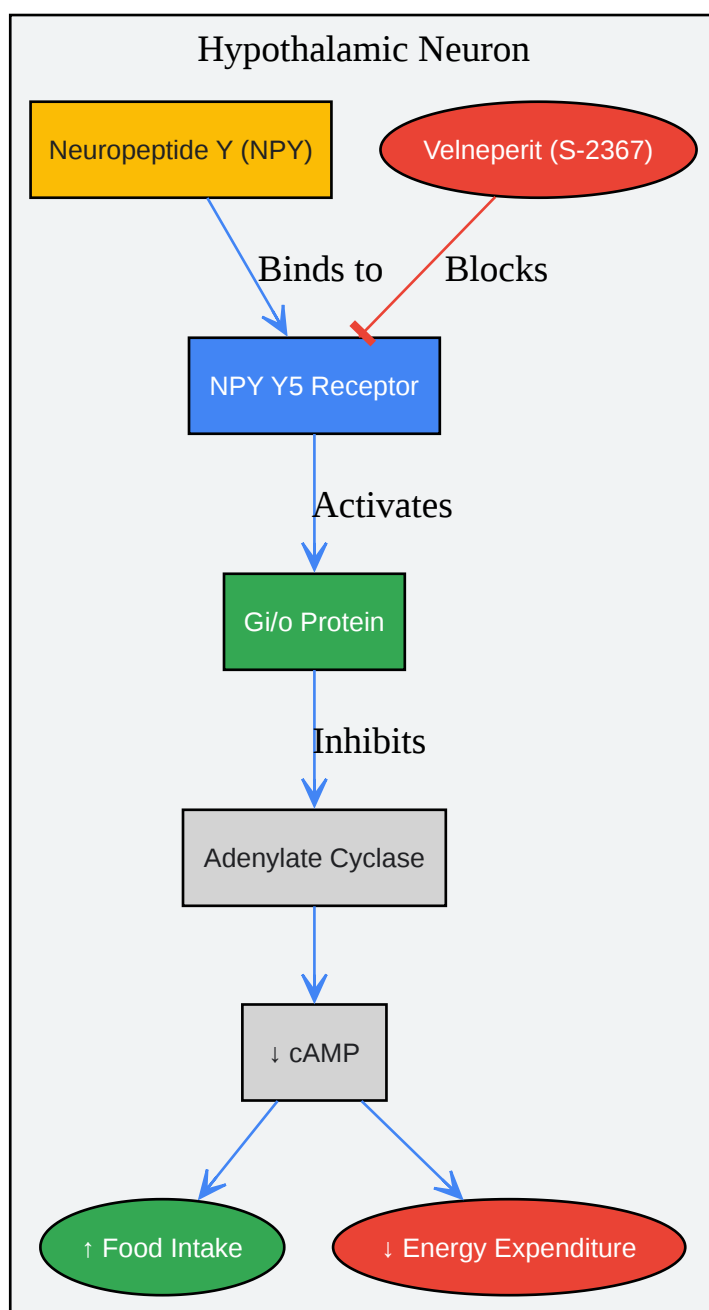 Hypothalamic Neuron
Neuropeptide Y (NPY)
Velneperit (S-2367)
Binds to
Blocks
NPY Y5 Receptor
Activates
Gi/o Protein
Inhibits
Adenylate Cyclase
↓ cAMP
↑ Food Intake
↓ Energy Expenditure